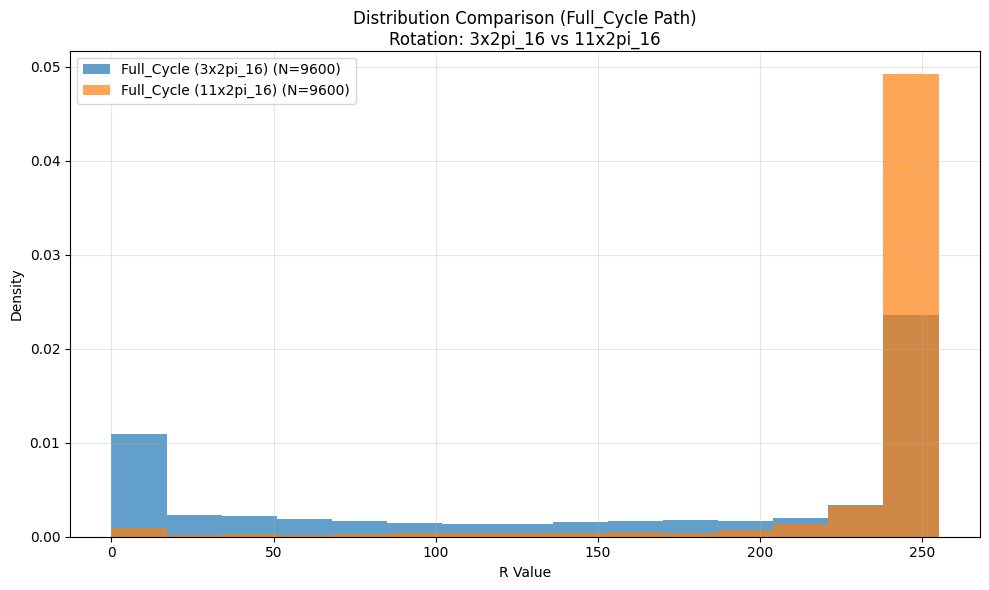 Distribution Comparison (Full_Cycle Path)
Rotation: 3x2pi_16 vs 11x2pi_16
Full_Cycle (3x2pi_16) (N=9600)
Full_Cycle (11x2pi_16) (N=9600)
0.05
0.04
0.03
0.02
0.01
0.00
Density
0 50 100 150 200 250
R Value